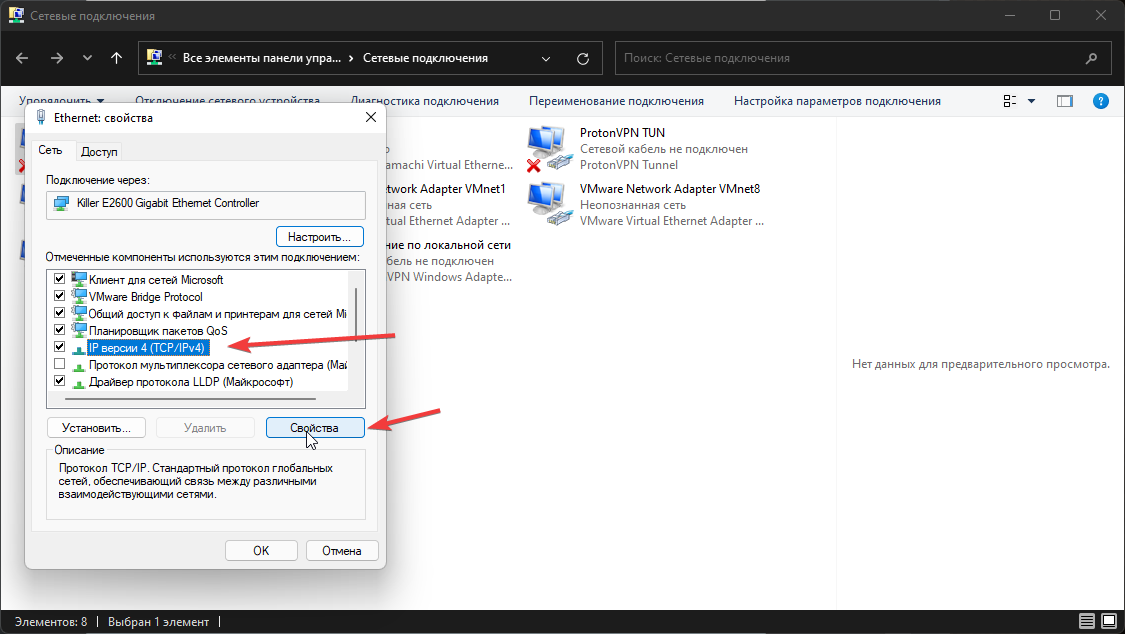 Сетевые подключения
Все элементы панели упра... Сетевые подключения
Поиск: Сетевые подключения
Упорядочить Отключение сетевого устройства Диагностика подключения Переименование подключения Настройка параметров подключения
Ethernet: свойства
Сеть Доступ
Подключение через:
Killer E2600 Gigabit Ethernet Controller
Настроить...
Отмеченные компоненты используются этим подключением:
Клиент для сетей Microsoft
VMware Bridge Protocol
Общий доступ к файлам и принтерам для сетей Mi
Планировщик пакетов QoS
IP версии 4 (TCP/IPv4)
Протокол мультиплексора сетевого адаптера (Май
Драйвер протокола LLDP (Майкрософт)
Установить... Удалить Свойства
Описание
Протокол TCP/IP. Стандартный протокол глобальных
сетей, обеспечивающий связь между различными
взаимодействующими сетями.
OK Отмена
amachi Virtual Etherne...
twork Adapter VMnet1
ая сеть
tual Ethernet Adapter ...
ние по локальной сети
бель не подключен
VPN Windows Adapte...
ProtonVPN TUN
Сетевой кабель не подключен
ProtonVPN Tunnel
VMware Network Adapter VMnet8
Неопознанная сеть
VMware Virtual Ethernet Adapter ...
Нет данных для предварительного просмотра.
Элементов: 8 Выбран 1 элемент